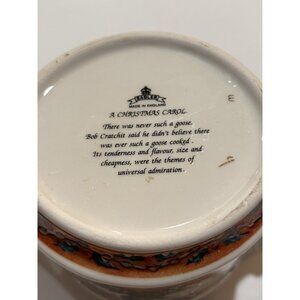 SADLER
MADE IN ENGLAND
A CHRISTMAS CAROL
There was never such a goose.
Bob Cratchit said he didn't believe there
was ever such a goose cooked .
Its tenderness and flavour, size and
cheapness, were the themes of
universal admiration.